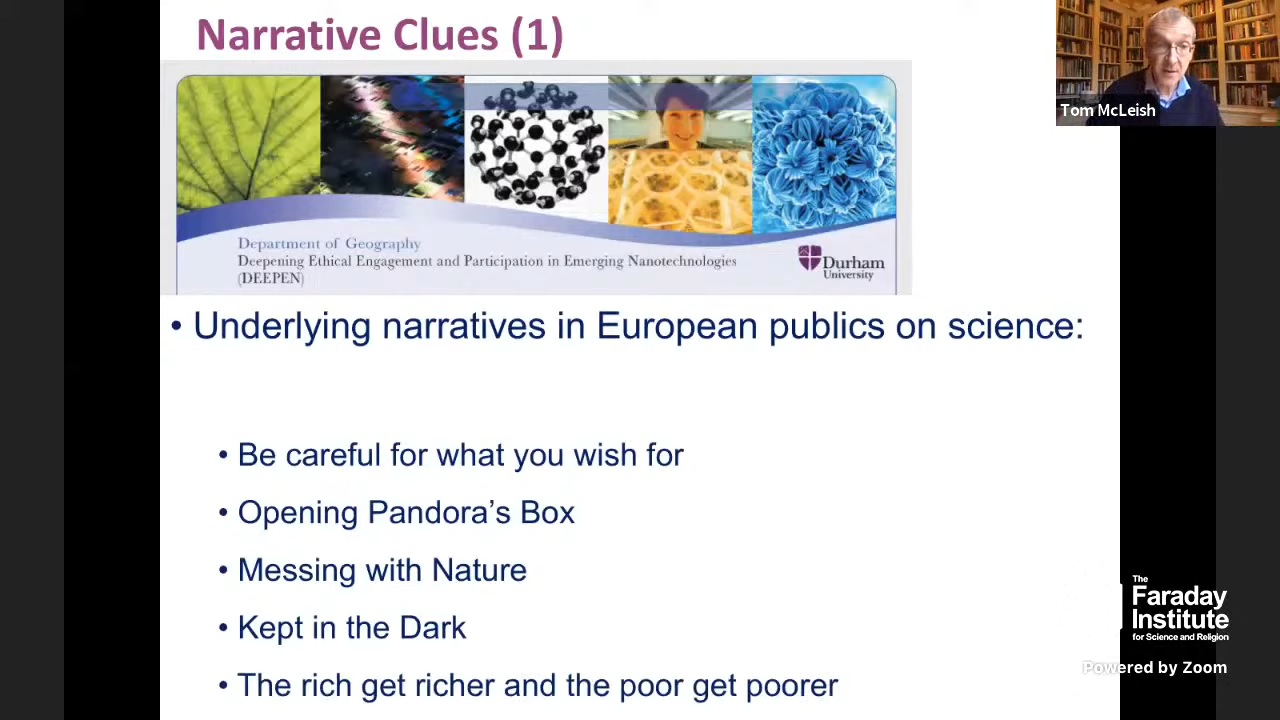 Narrative Clues (1)
Tom McLeish
Department of Geography
Deepening Ethical Engagement and Participation in Emerging Nanotechnologies
(DEEPEN)
Durham
University
• Underlying narratives in European publics on science:
• Be careful for what you wish for
• Opening Pandora’s Box
• Messing with Nature
• Kept in the Dark
• The rich get richer and the poor get poorer
The
Faraday
Institute
for Science and Religion
Powered by Zoom